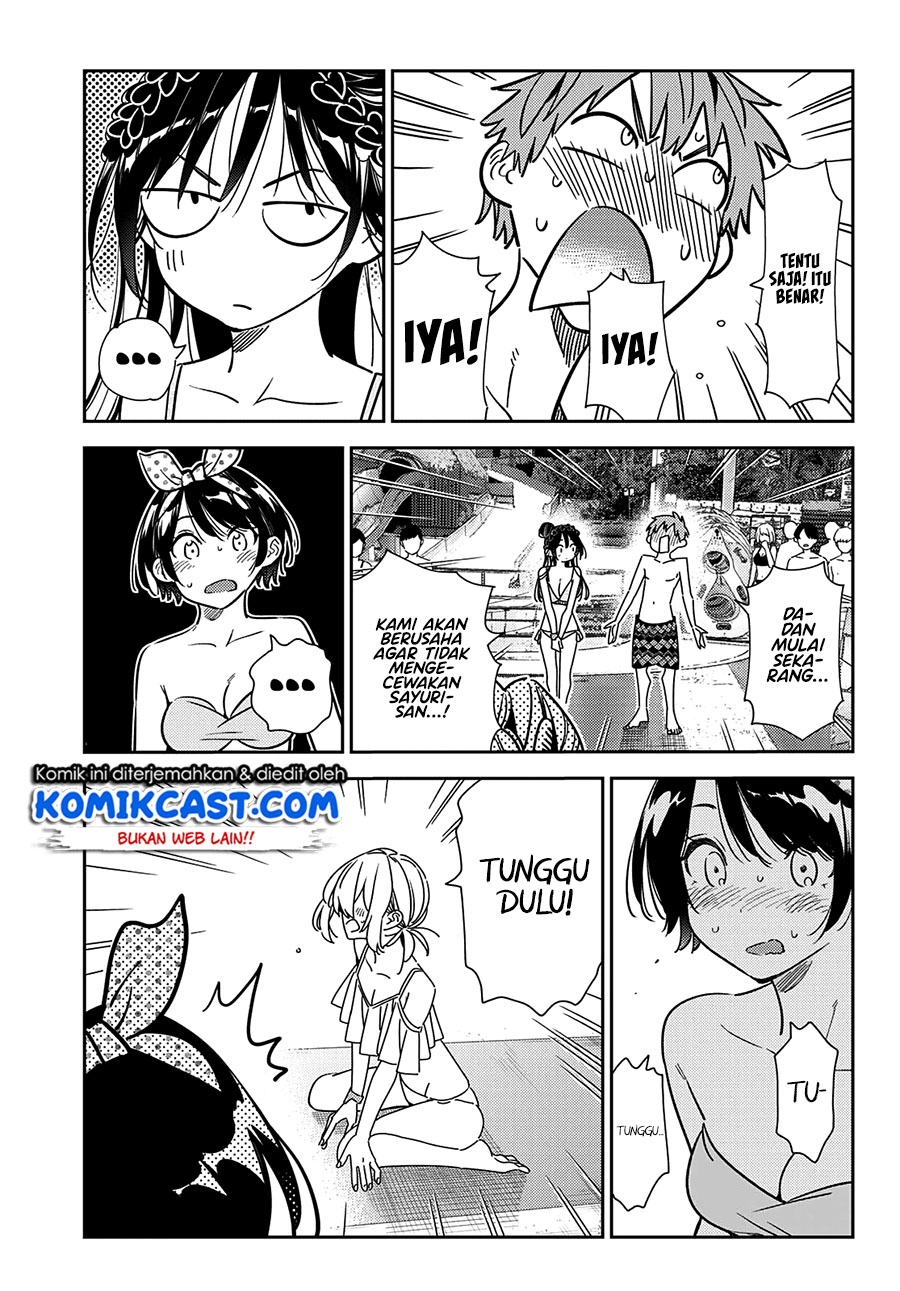 TENTU
SAJA! ITU
BENAR!
IYA!
IYA!
...
DA-
DAN
MULAI
SEKA-
RANG...
KAMI AKAN
BERUSAHA
AGAR TIDAK
MENGE-
CEWAKAN
SAYURI-
SAN...!
...
TU-
TUNGGU...
TUNGGU
DULU!
Komik ini diterjemahkan & diedit oleh
KOMIKCAST.COM
BUKAN WEB LAIN!!